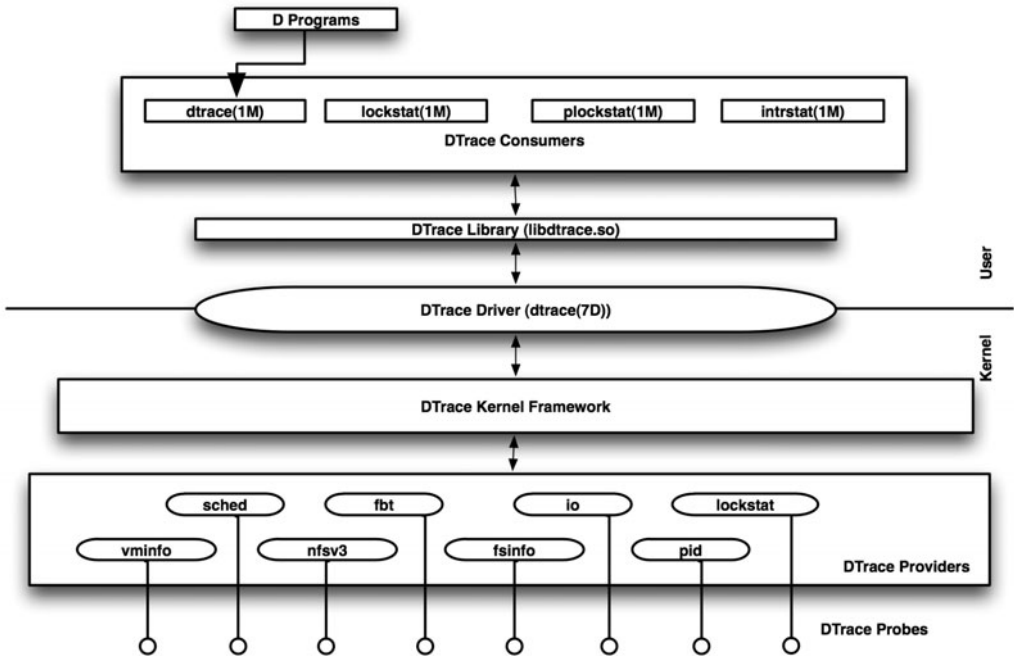 D Programs
dtrace(1M)
lockstat(1M)
plockstat(1M)
intrstat(1M)
DTrace Consumers
DTrace Library (libdtrace.so)
User
DTrace Driver (dtrace(7D))
Kernel
DTrace Kernel Framework
sched
fbt
io
lockstat
vminfo
nfsv3
fsinfo
pid
DTrace Providers
DTrace Probes